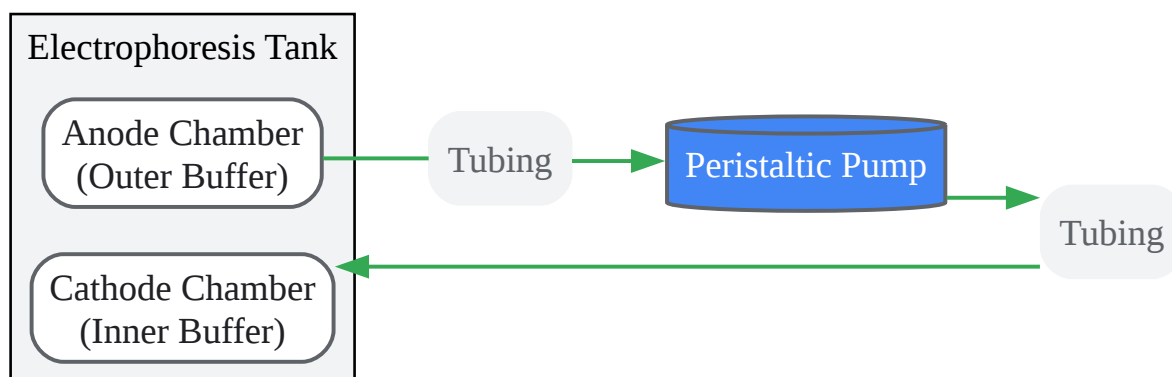 Electrophoresis Tank
Anode Chamber
(Outer Buffer)
Tubing
Peristaltic Pump
Tubing
Cathode Chamber
(Inner Buffer)